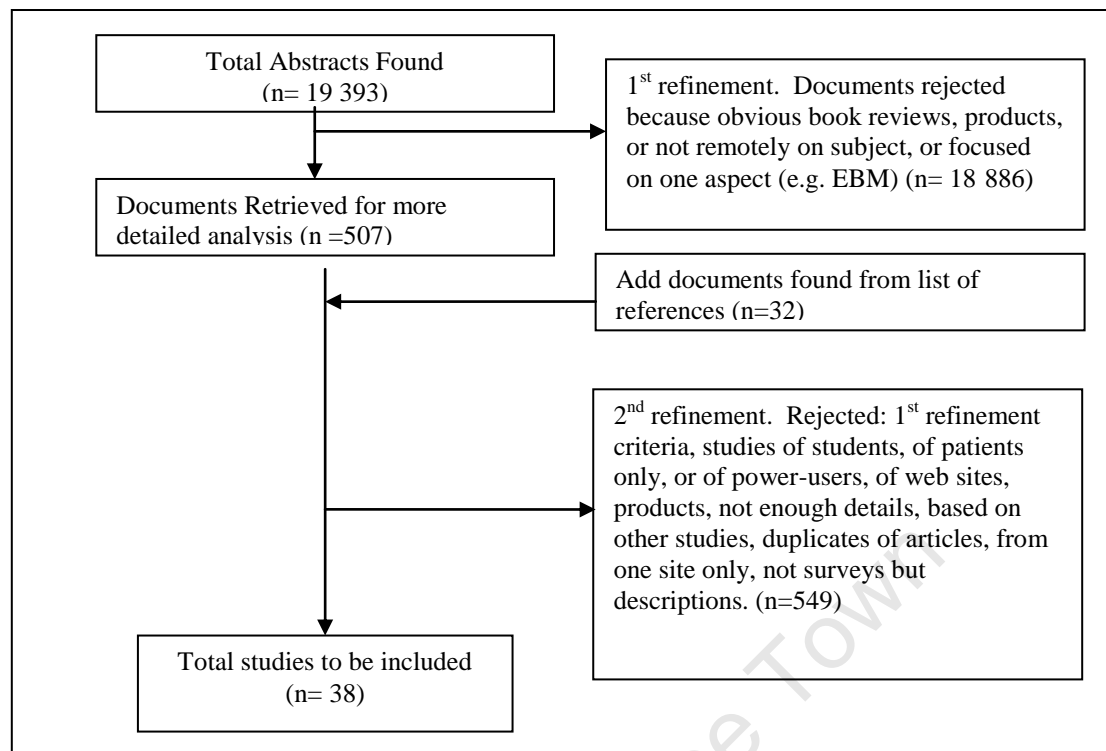 Total Abstracts Found
(n= 19 393)
1st refinement.  Documents rejected
because obvious book reviews, products,
or not remotely on subject, or focused
on one aspect (e.g. EBM) (n= 18 886)
Documents Retrieved for more
detailed analysis (n =507)
Add documents found from list of
references (n=32)
2nd refinement.  Rejected: 1st refinement
criteria, studies of students, of patients
only, or of power-users, of web sites,
products, not enough details, based on
other studies, duplicates of articles, from
one site only, not surveys but
descriptions. (n=549)
Total studies to be included
(n= 38)
Town